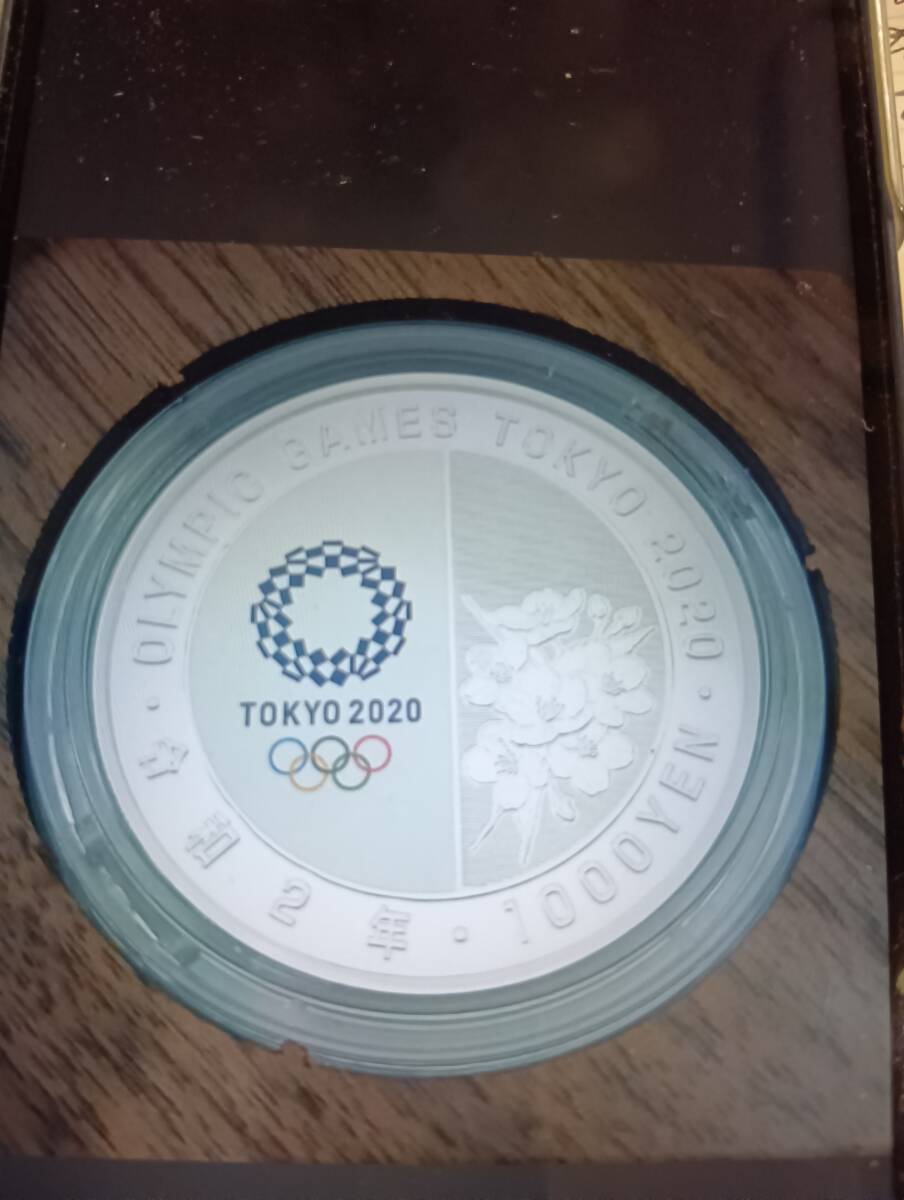 OLYMPIC GAMES TOKYO 2020
TOKYO 2020
令和2年・1000YEN